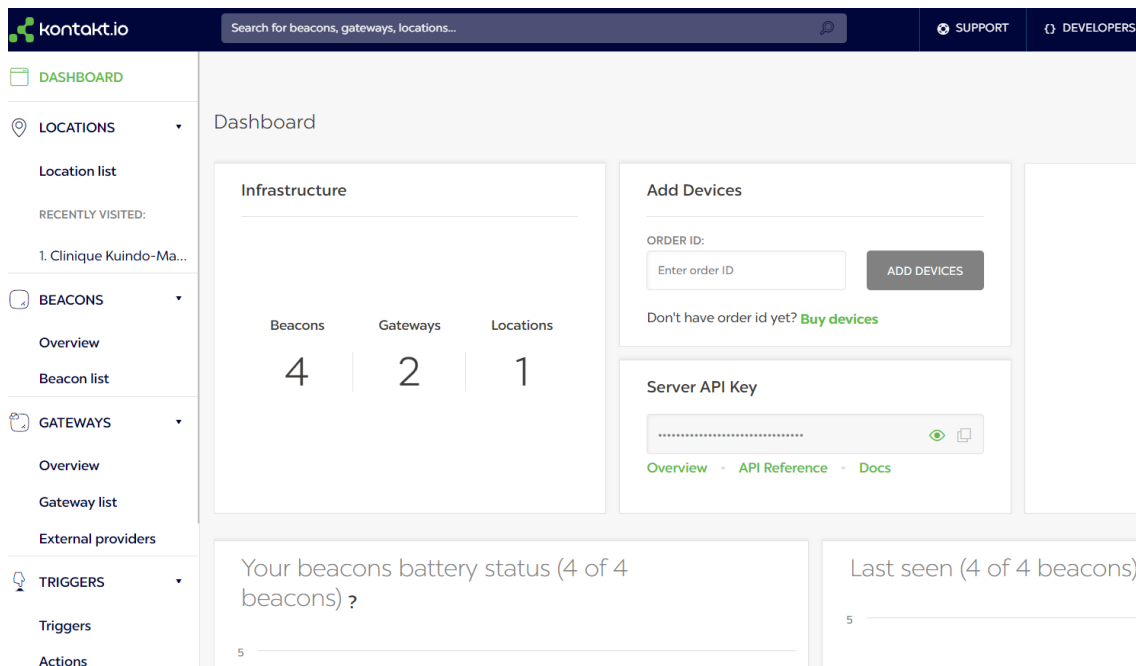 kontakt.io
Search for beacons, gateways, locations...
SUPPORT
{} DEVELOPERS
DASHBOARD
LOCATIONS
Location list
RECENTLY VISITED:
1. Clinique Kuindo-Ma...
BEACONS
Overview
Beacon list
GATEWAYS
Overview
Gateway list
External providers
TRIGGERS
Triggers
Actions
Dashboard
Infrastructure
Beacons Gateways Locations
4 2 1
Add Devices
ORDER ID:
Enter order ID
ADD DEVICES
Don't have order id yet? Buy devices
Server API Key
Overview • API Reference • Docs
Your beacons battery status (4 of 4
beacons) ?
5
Last seen (4 of 4 beacons)
5